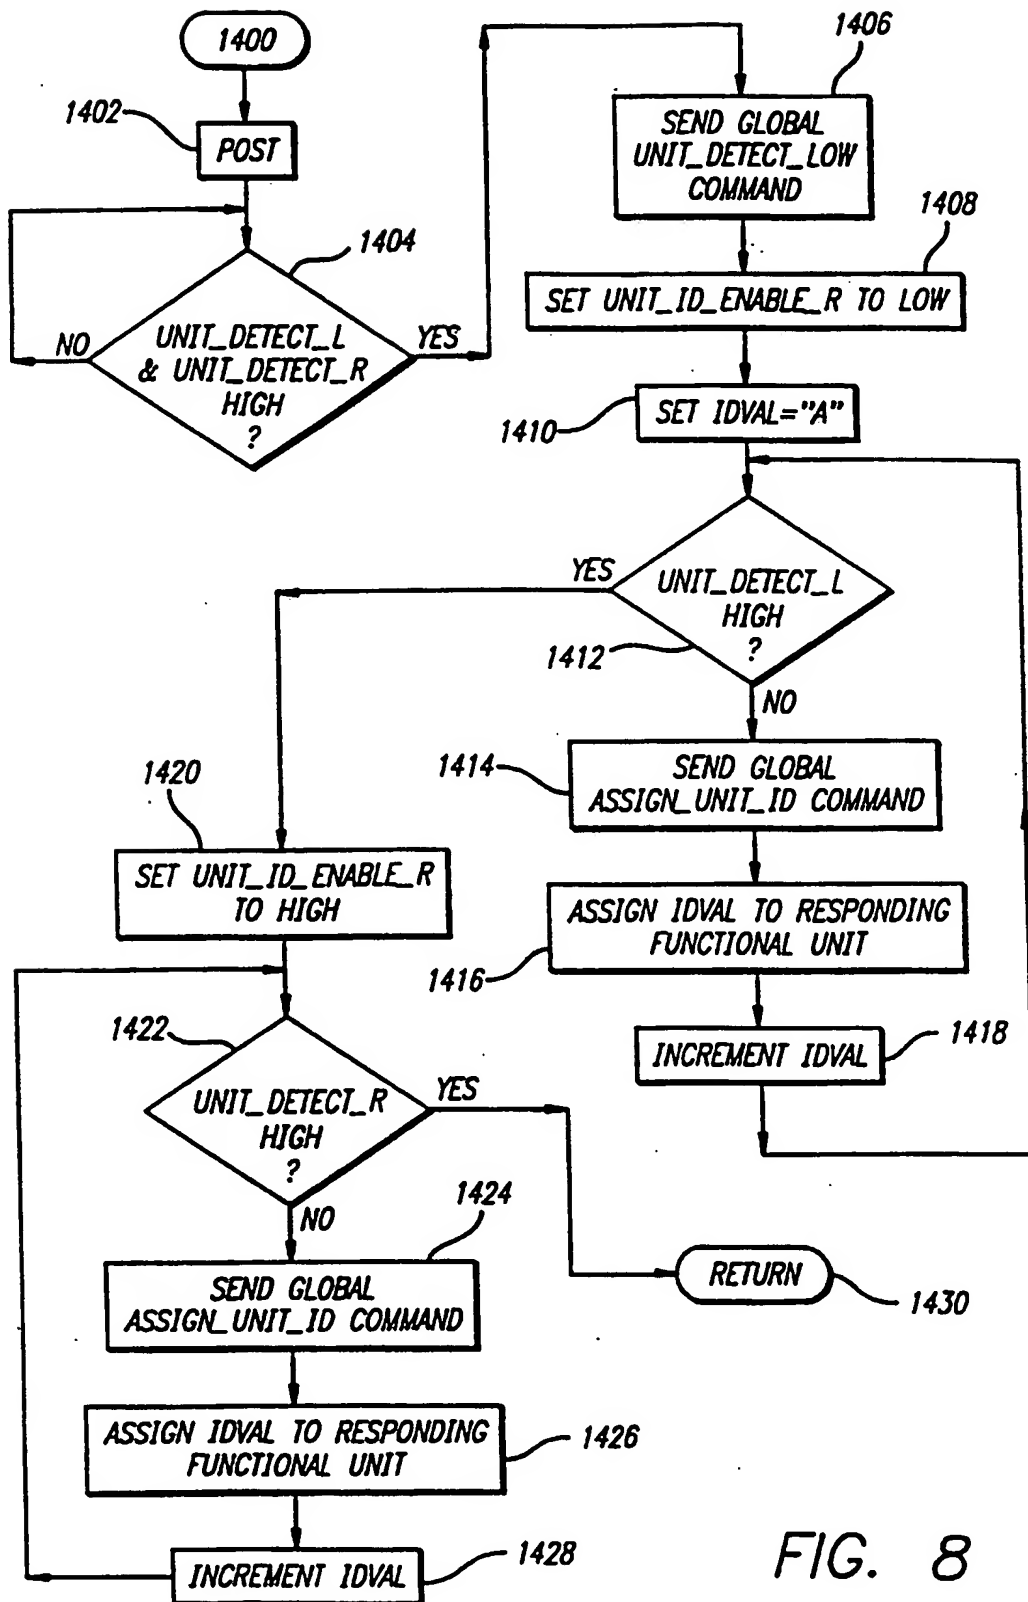 1400
1402
POST
1404
UNIT_DETECT_L
& UNIT_DETECT_R
HIGH
?
NO
YES
1406
SEND GLOBAL
UNIT_DETECT_LOW
COMMAND
1408
SET UNIT_ID_ENABLE_R TO LOW
1410
SET IDVAL="A"
YES
UNIT_DETECT_L
HIGH
?
1412
NO
1414
SEND GLOBAL
ASSIGN_UNIT_ID COMMAND
ASSIGN IDVAL TO RESPONDING
FUNCTIONAL UNIT
1416
INCREMENT IDVAL
1418
1420
SET UNIT_ID_ENABLE_R
TO HIGH
1422
UNIT_DETECT_R
HIGH
?
YES
NO
1424
SEND GLOBAL
ASSIGN_UNIT_ID COMMAND
RETURN
1430
ASSIGN IDVAL TO RESPONDING
FUNCTIONAL UNIT
1426
INCREMENT IDVAL
1428
FIG. 8